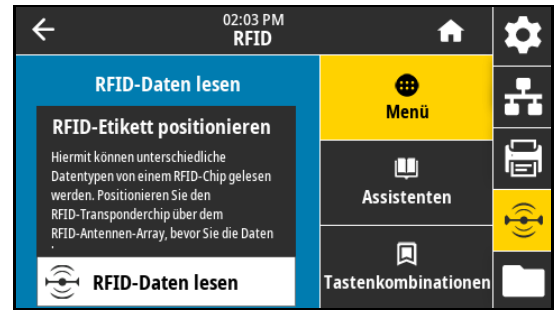 02:03 PM
RFID
RFID-Daten lesen
RFID-Etikett positionieren
Hiermit können unterschiedliche
Datentypen von einem RFID-Chip gelesen
werden. Positionieren Sie den
RFID-Transponderchip über dem
RFID-Antennen-Array, bevor Sie die Daten
RFID-Daten lesen
Menü
Assistenten
Tastenkombinationen